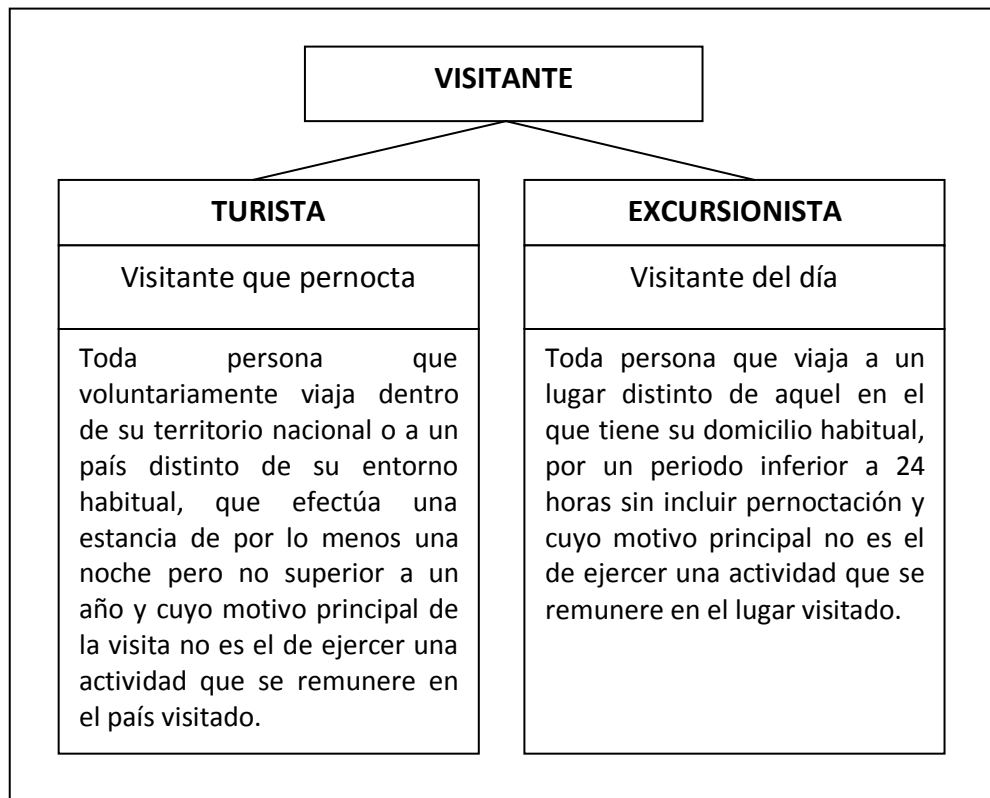 VISITANTE
TURISTA
Visitante que pernocta
Toda persona que
voluntariamente viaja dentro
de su territorio nacional o a un
país distinto de su entorno
habitual, que efectúa una
estancia de por lo menos una
noche pero no superior a un
año y cuyo motivo principal de
la visita no es el de ejercer una
actividad que se remunere en
el país visitado.
EXCURSIONISTA
Visitante del día
Toda persona que viaja a un
lugar distinto de aquel en el
que tiene su domicilio habitual,
por un periodo inferior a 24
horas sin incluir pernoctación y
cuyo motivo principal no es el
de ejercer una actividad que se
remunere en el lugar visitado.